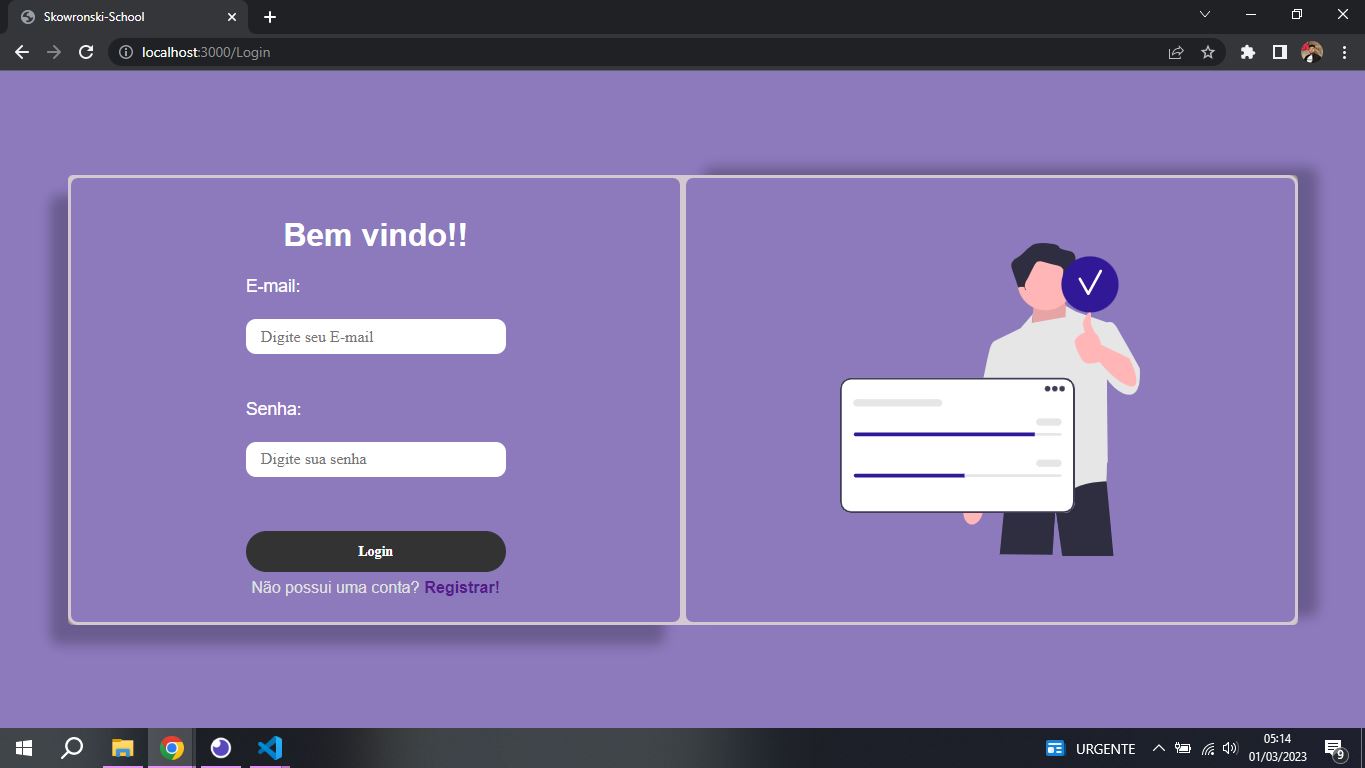 Skowronski-School
localhost:3000/Login
Bem vindo!!
E-mail:
Digite seu E-mail
Senha:
Digite sua senha
Login
Não possui uma conta? Registrar!
URGENTE
05:14
01/03/2023
9